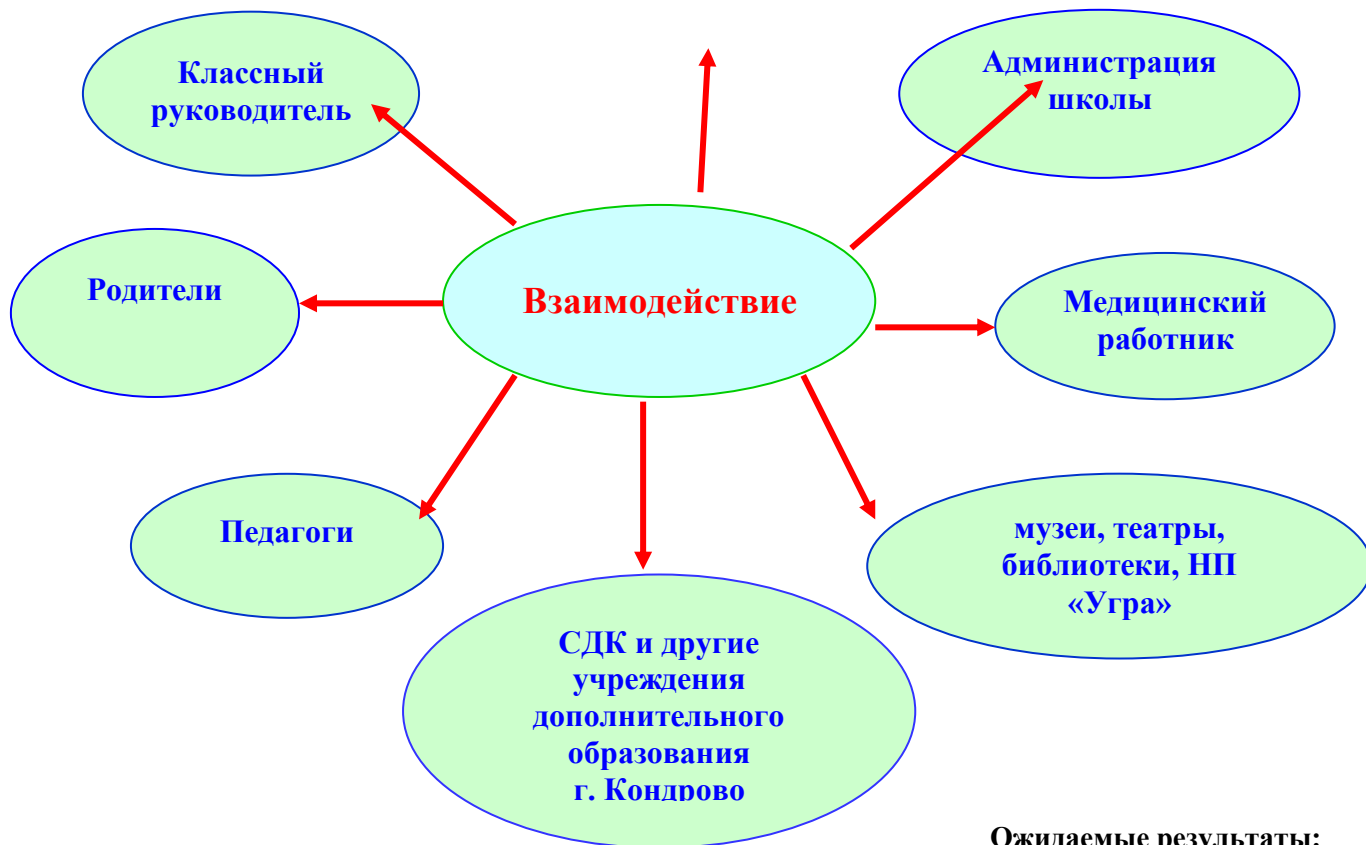 Классный
руководитель
Администрация
школы
Родители
Взаимодействие
Медицинский
работник
Педагоги
музеи, театры,
библиотеки, НП
«Угра»
СДК и другие
учреждения
дополнительного
образования
г. Кондрово
Ожидаемые результаты: